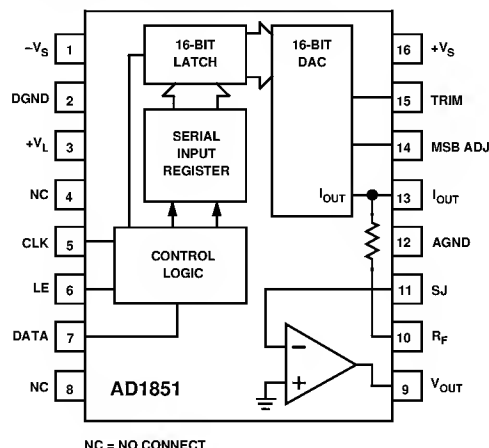 –VS 1
DGND 2
+VL 3
NC 4
CLK 5
LE 6
DATA 7
NC 8
16-BIT
LATCH
SERIAL
INPUT
REGISTER
CONTROL
LOGIC
16-BIT
DAC
IOUT
–
+
AD1851
16 +VS
15 TRIM
14 MSB ADJ
13 IOUT
12 AGND
11 SJ
10 RF
9 VOUT
NC = NO CONNECT